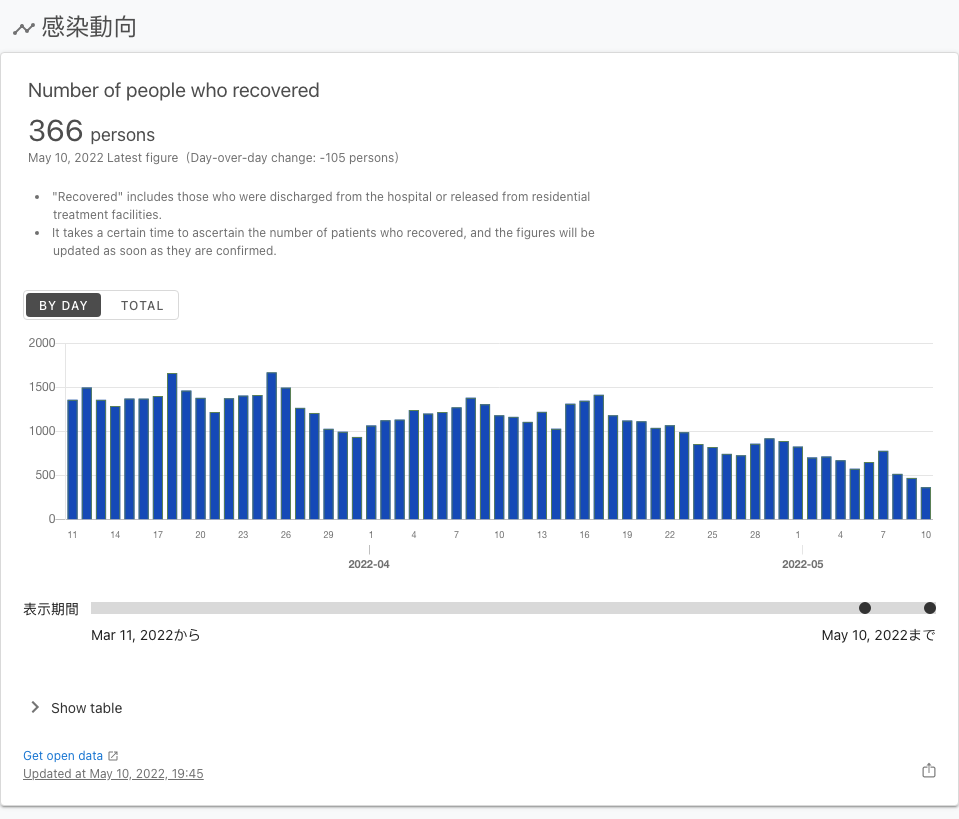 感染動向
Number of people who recovered
366 persons
May 10, 2022 Latest figure (Day-over-day change: -105 persons)
• "Recovered" includes those who were discharged from the hospital or released from residential
treatment facilities.
• It takes a certain time to ascertain the number of patients who recovered, and the figures will be
updated as soon as they are confirmed.
BY DAY TOTAL
2000
1500
1000
500
0
11 14 17 20 23 26 29 1 4 7 10 13 16 19 22 25 28 1 4 7 10
2022-04 2022-05
表示期間
Mar 11, 2022から May 10, 2022まで
Show table
Get open data
Updated at May 10, 2022, 19:45